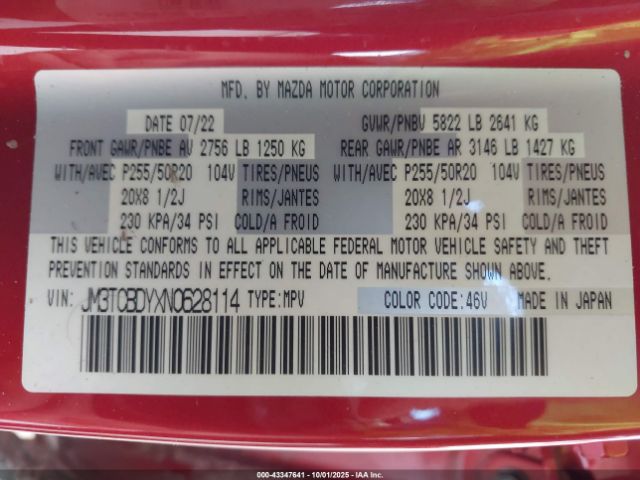 MFD. BY MAZDA MOTOR CORPORATION
DATE 07/22 GVWR/PNBV 5822 LB 2641 KG
FRONT GAWR/PNBE AV 2756 LB 1250 KG REAR GAWR/PNBE AR 3146 LB 1427 KG
WITH/AVEC P255/50R20 104V TIRES/PNEUS WITH/AVEC P255/50R20 104V TIRES/PNEUS
20X8 1/2J RIMS/JANTES 20X8 1/2J RIMS/JANTES
230 KPA/34 PSI COLD/A FROID 230 KPA/34 PSI COLD/A FROID
THIS VEHICLE CONFORMS TO ALL APPLICABLE FEDERAL MOTOR VEHICLE SAFETY AND THEFT
PREVENTION STANDARDS IN EFFECT ON THE DATE OF MANUFACTURE SHOWN ABOVE.
VIN: JM3TCBDYXN0628114 TYPE:MPV COLOR CODE:46V MADE IN JAPAN
000-43347641 - 10/01/2025 - IAA Inc.